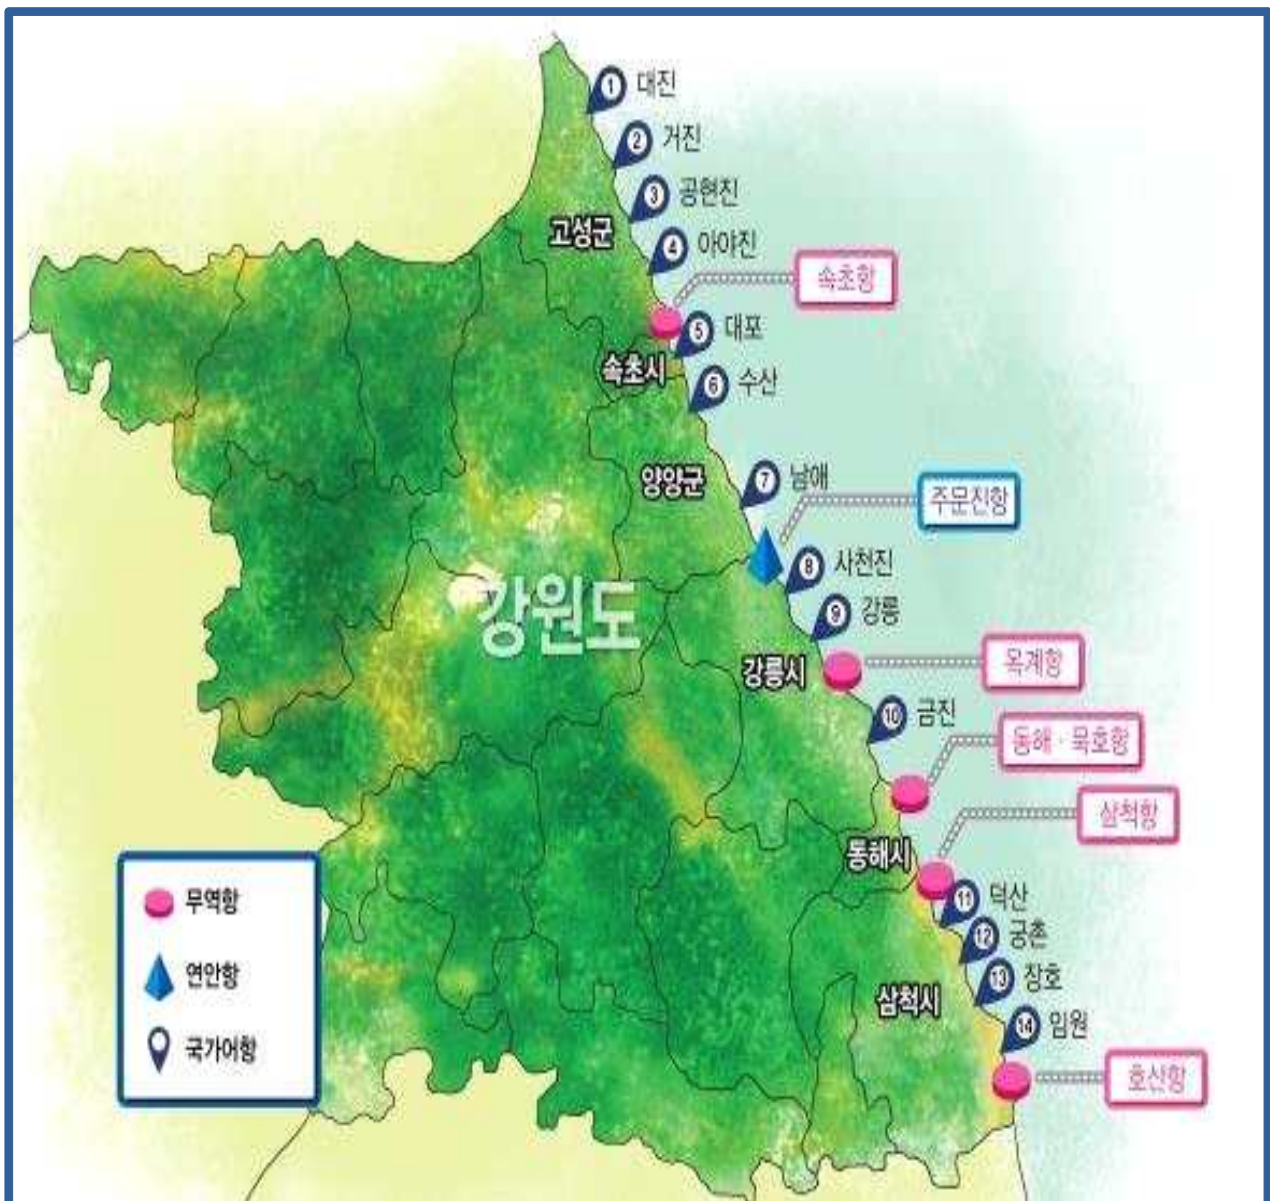 1 대진
2 거진
3 공현진
고성군
4 아야진
속초항
5 대포
속초시
6 수산
양양군
7 남애
주문진항
8 사천진
강원도
9 강릉
강릉시
옥계항
10 금진
동해·묵호항
삼척항
동해시
11 덕산
12 궁촌
13 장호
삼척시
14 임원
호산항
무역항
연안항
국가어항